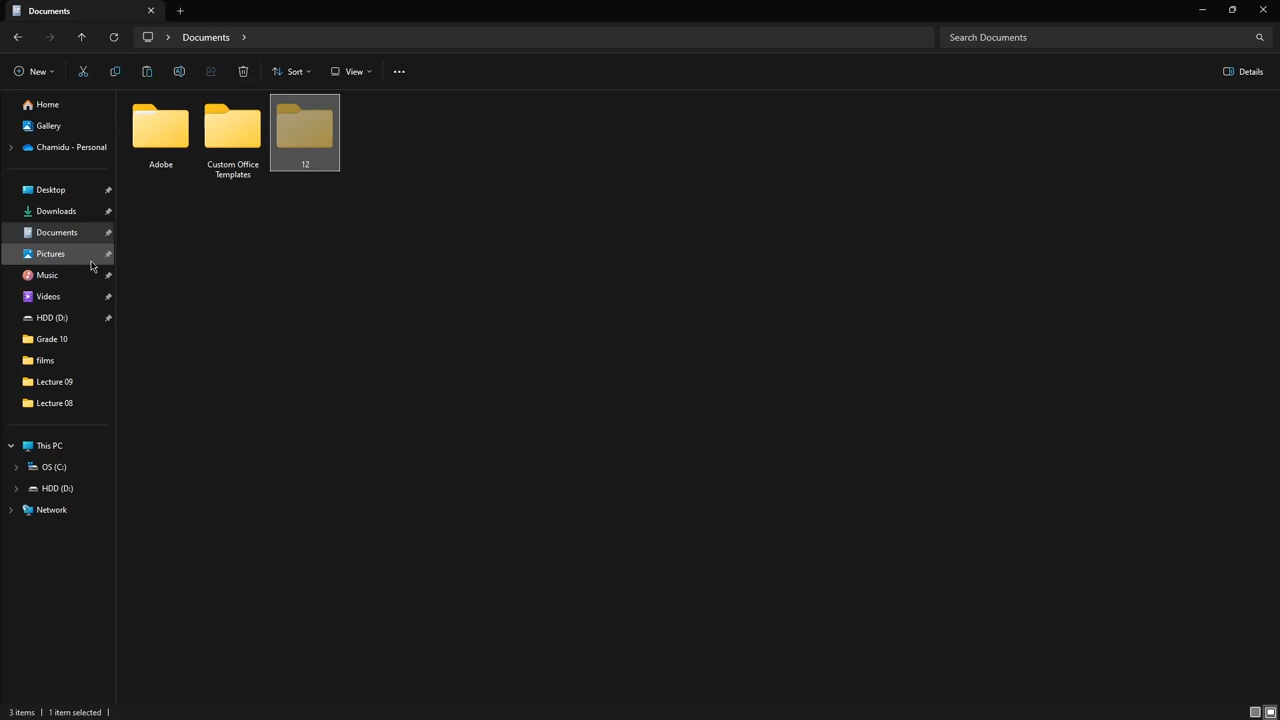 Documents
Documents
Search Documents
New
Sort
View
Details
Home
Gallery
Chamidu - Personal
Desktop
Downloads
Documents
Pictures
Music
Videos
HDD (D:)
Grade 10
films
Lecture 09
Lecture 08
This PC
OS (C:)
HDD (D:)
Network
Adobe
Custom Office
Templates
12
3 items
1 item selected